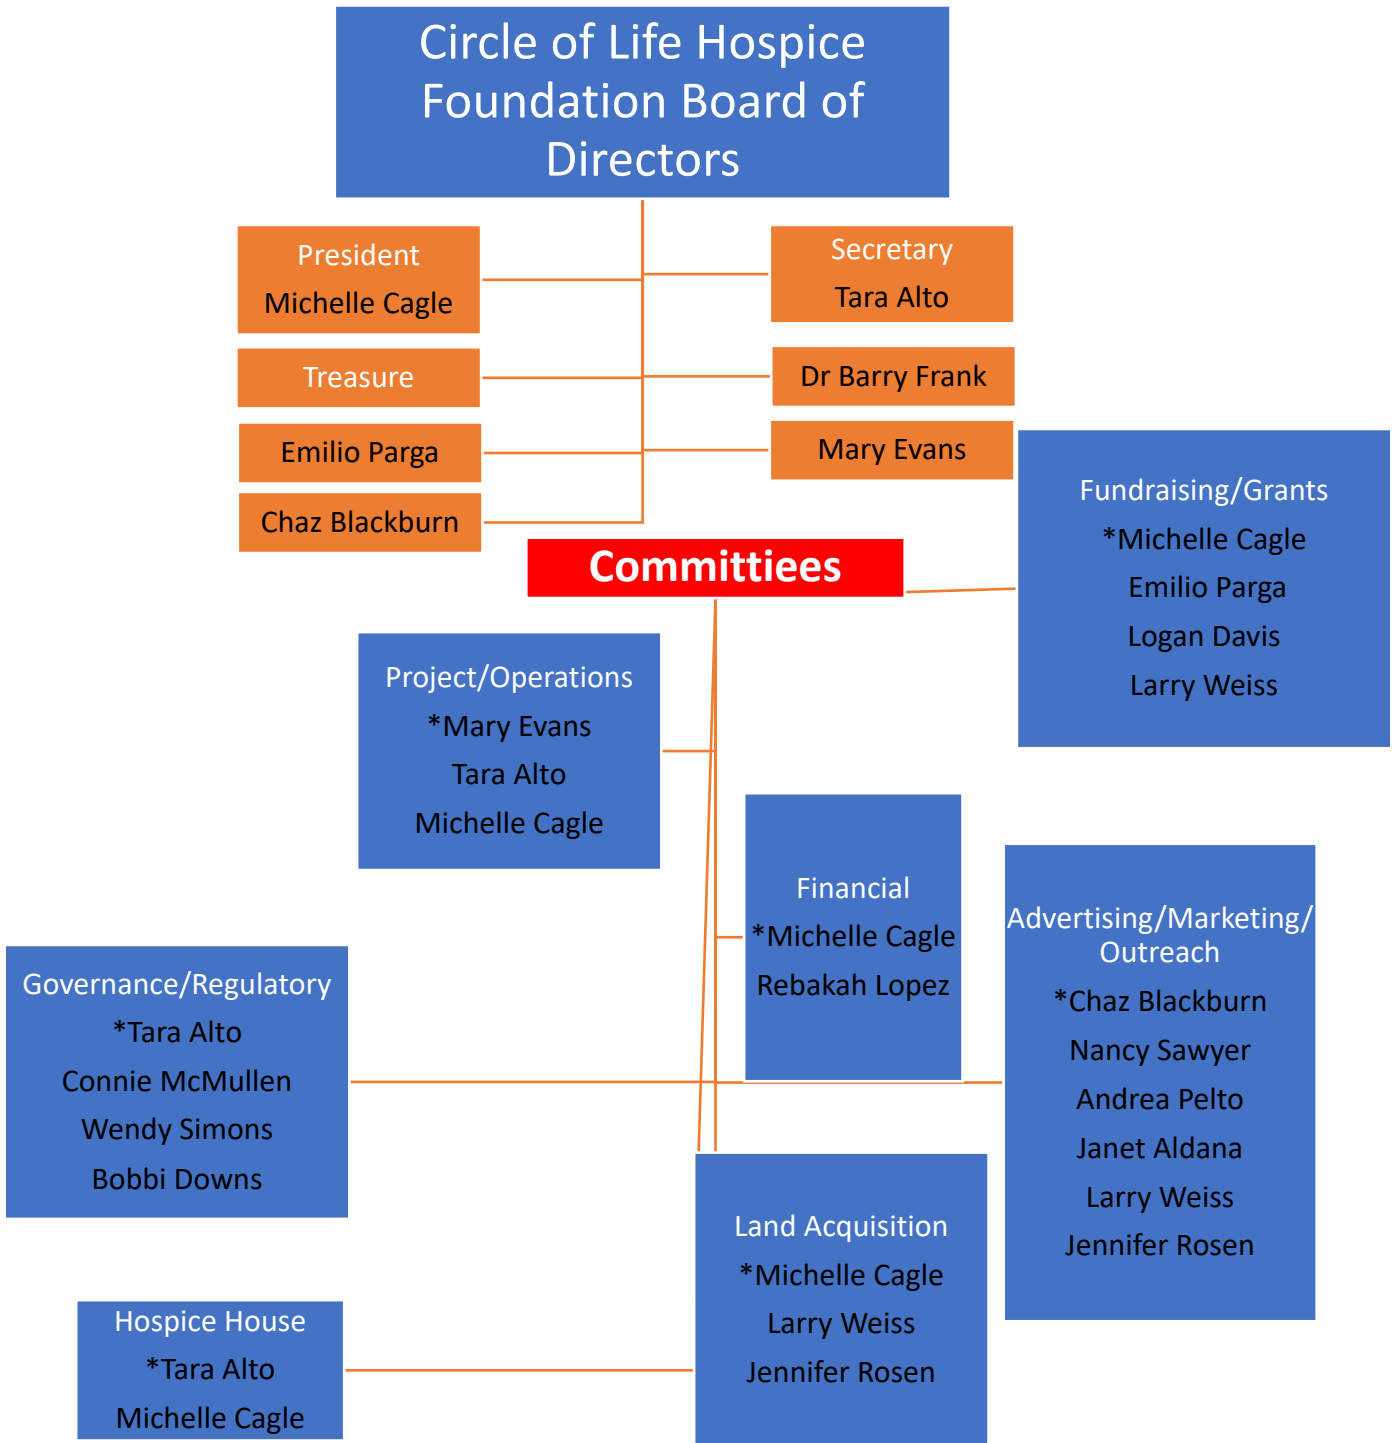 Circle of Life Hospice
Foundation Board of
Directors
President
Michelle Cagle
Secretary
Tara Alto
Treasure
Dr Barry Frank
Emilio Parga
Mary Evans
Chaz Blackburn
Committiees
Fundraising/Grants
*Michelle Cagle
Emilio Parga
Logan Davis
Larry Weiss
Project/Operations
*Mary Evans
Tara Alto
Michelle Cagle
Financial
*Michelle Cagle
Rebakah Lopez
Advertising/Marketing/
Outreach
*Chaz Blackburn
Nancy Sawyer
Andrea Pelto
Janet Aldana
Larry Weiss
Jennifer Rosen
Governance/Regulatory
*Tara Alto
Connie McMullen
Wendy Simons
Bobbi Downs
Land Acquisition
*Michelle Cagle
Larry Weiss
Jennifer Rosen
Hospice House
*Tara Alto
Michelle Cagle